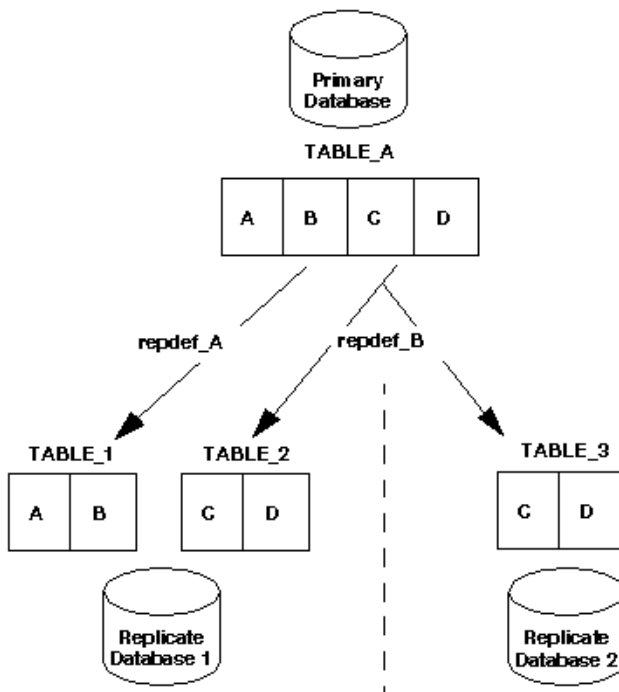 Primary
Database
TABLE_A
A B C D
repdef_A repdef_B
TABLE_1 TABLE_2 TABLE_3
A B C D C D
Replicate
Database 1
Replicate
Database 2